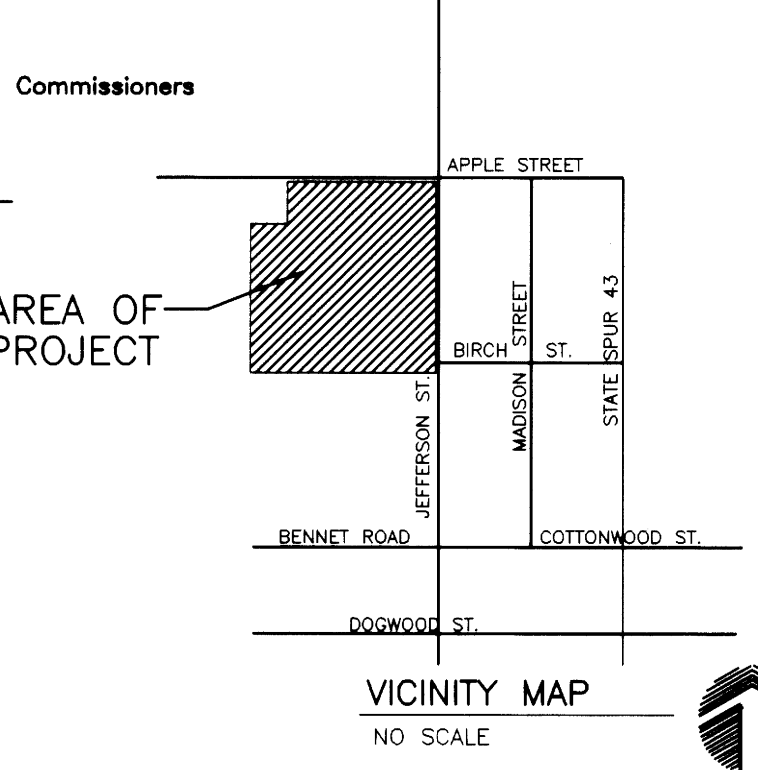 Commissioners
APPLE STREET
AREA OF
PROJECT
MADISON STREET
STATE SPUR 43
BIRCH ST.
JEFFERSON ST.
BENNET ROAD
COTTONWOOD ST.
DOGWOOD ST.
VICINITY MAP
NO SCALE